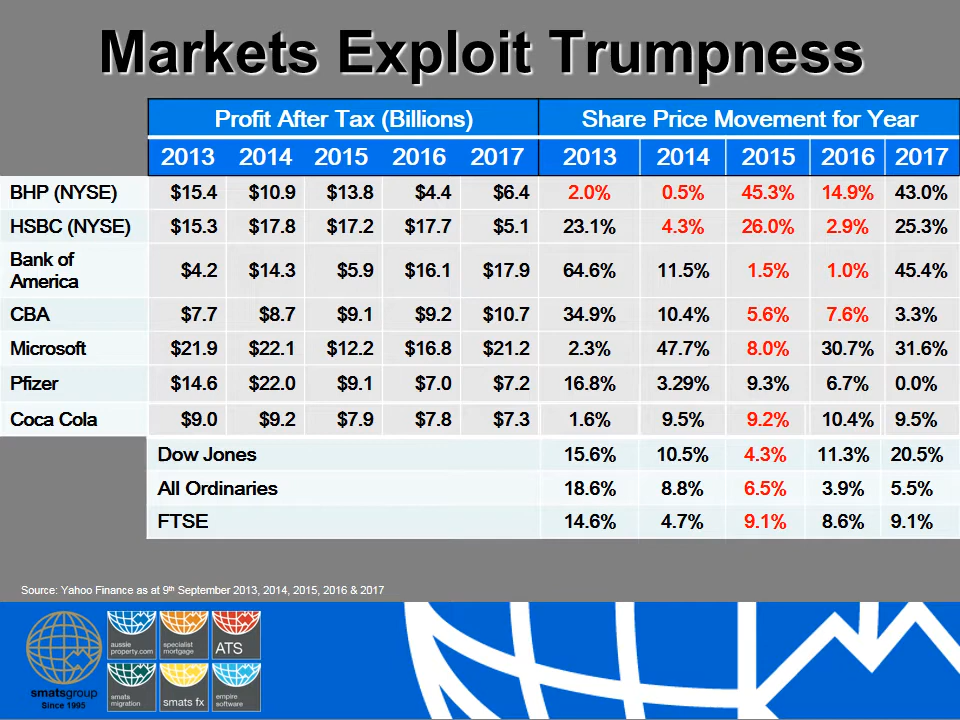 Markets Exploit Trumpness
Profit After Tax (Billions) Share Price Movement for Year
2013 2014 2015 2016 2017 2013 2014 2015 2016 2017
BHP (NYSE) $15.4 $10.9 $13.8 $4.4 $6.4 2.0% 0.5% 45.3% 14.9% 43.0%
HSBC (NYSE) $15.3 $17.8 $17.2 $17.7 $5.1 23.1% 4.3% 26.0% 2.9% 25.3%
Bank of
America $4.2 $14.3 $5.9 $16.1 $17.9 64.6% 11.5% 1.5% 1.0% 45.4%
CBA $7.7 $8.7 $9.1 $9.2 $10.7 34.9% 10.4% 5.6% 7.6% 3.3%
Microsoft $21.9 $22.1 $12.2 $16.8 $21.2 2.3% 47.7% 8.0% 30.7% 31.6%
Pfizer $14.6 $22.0 $9.1 $7.0 $7.2 16.8% 3.29% 9.3% 6.7% 0.0%
Coca Cola $9.0 $9.2 $7.9 $7.8 $7.3 1.6% 9.5% 9.2% 10.4% 9.5%
Dow Jones 15.6% 10.5% 4.3% 11.3% 20.5%
All Ordinaries 18.6% 8.8% 6.5% 3.9% 5.5%
FTSE 14.6% 4.7% 9.1% 8.6% 9.1%
Source: Yahoo Finance as at 9th September 2013, 2014, 2015, 2016 & 2017
aussie
property.com
specialist
mortgage
ATS
smatsgroup
Since 1995
smats
migration
smats fx
empire
software